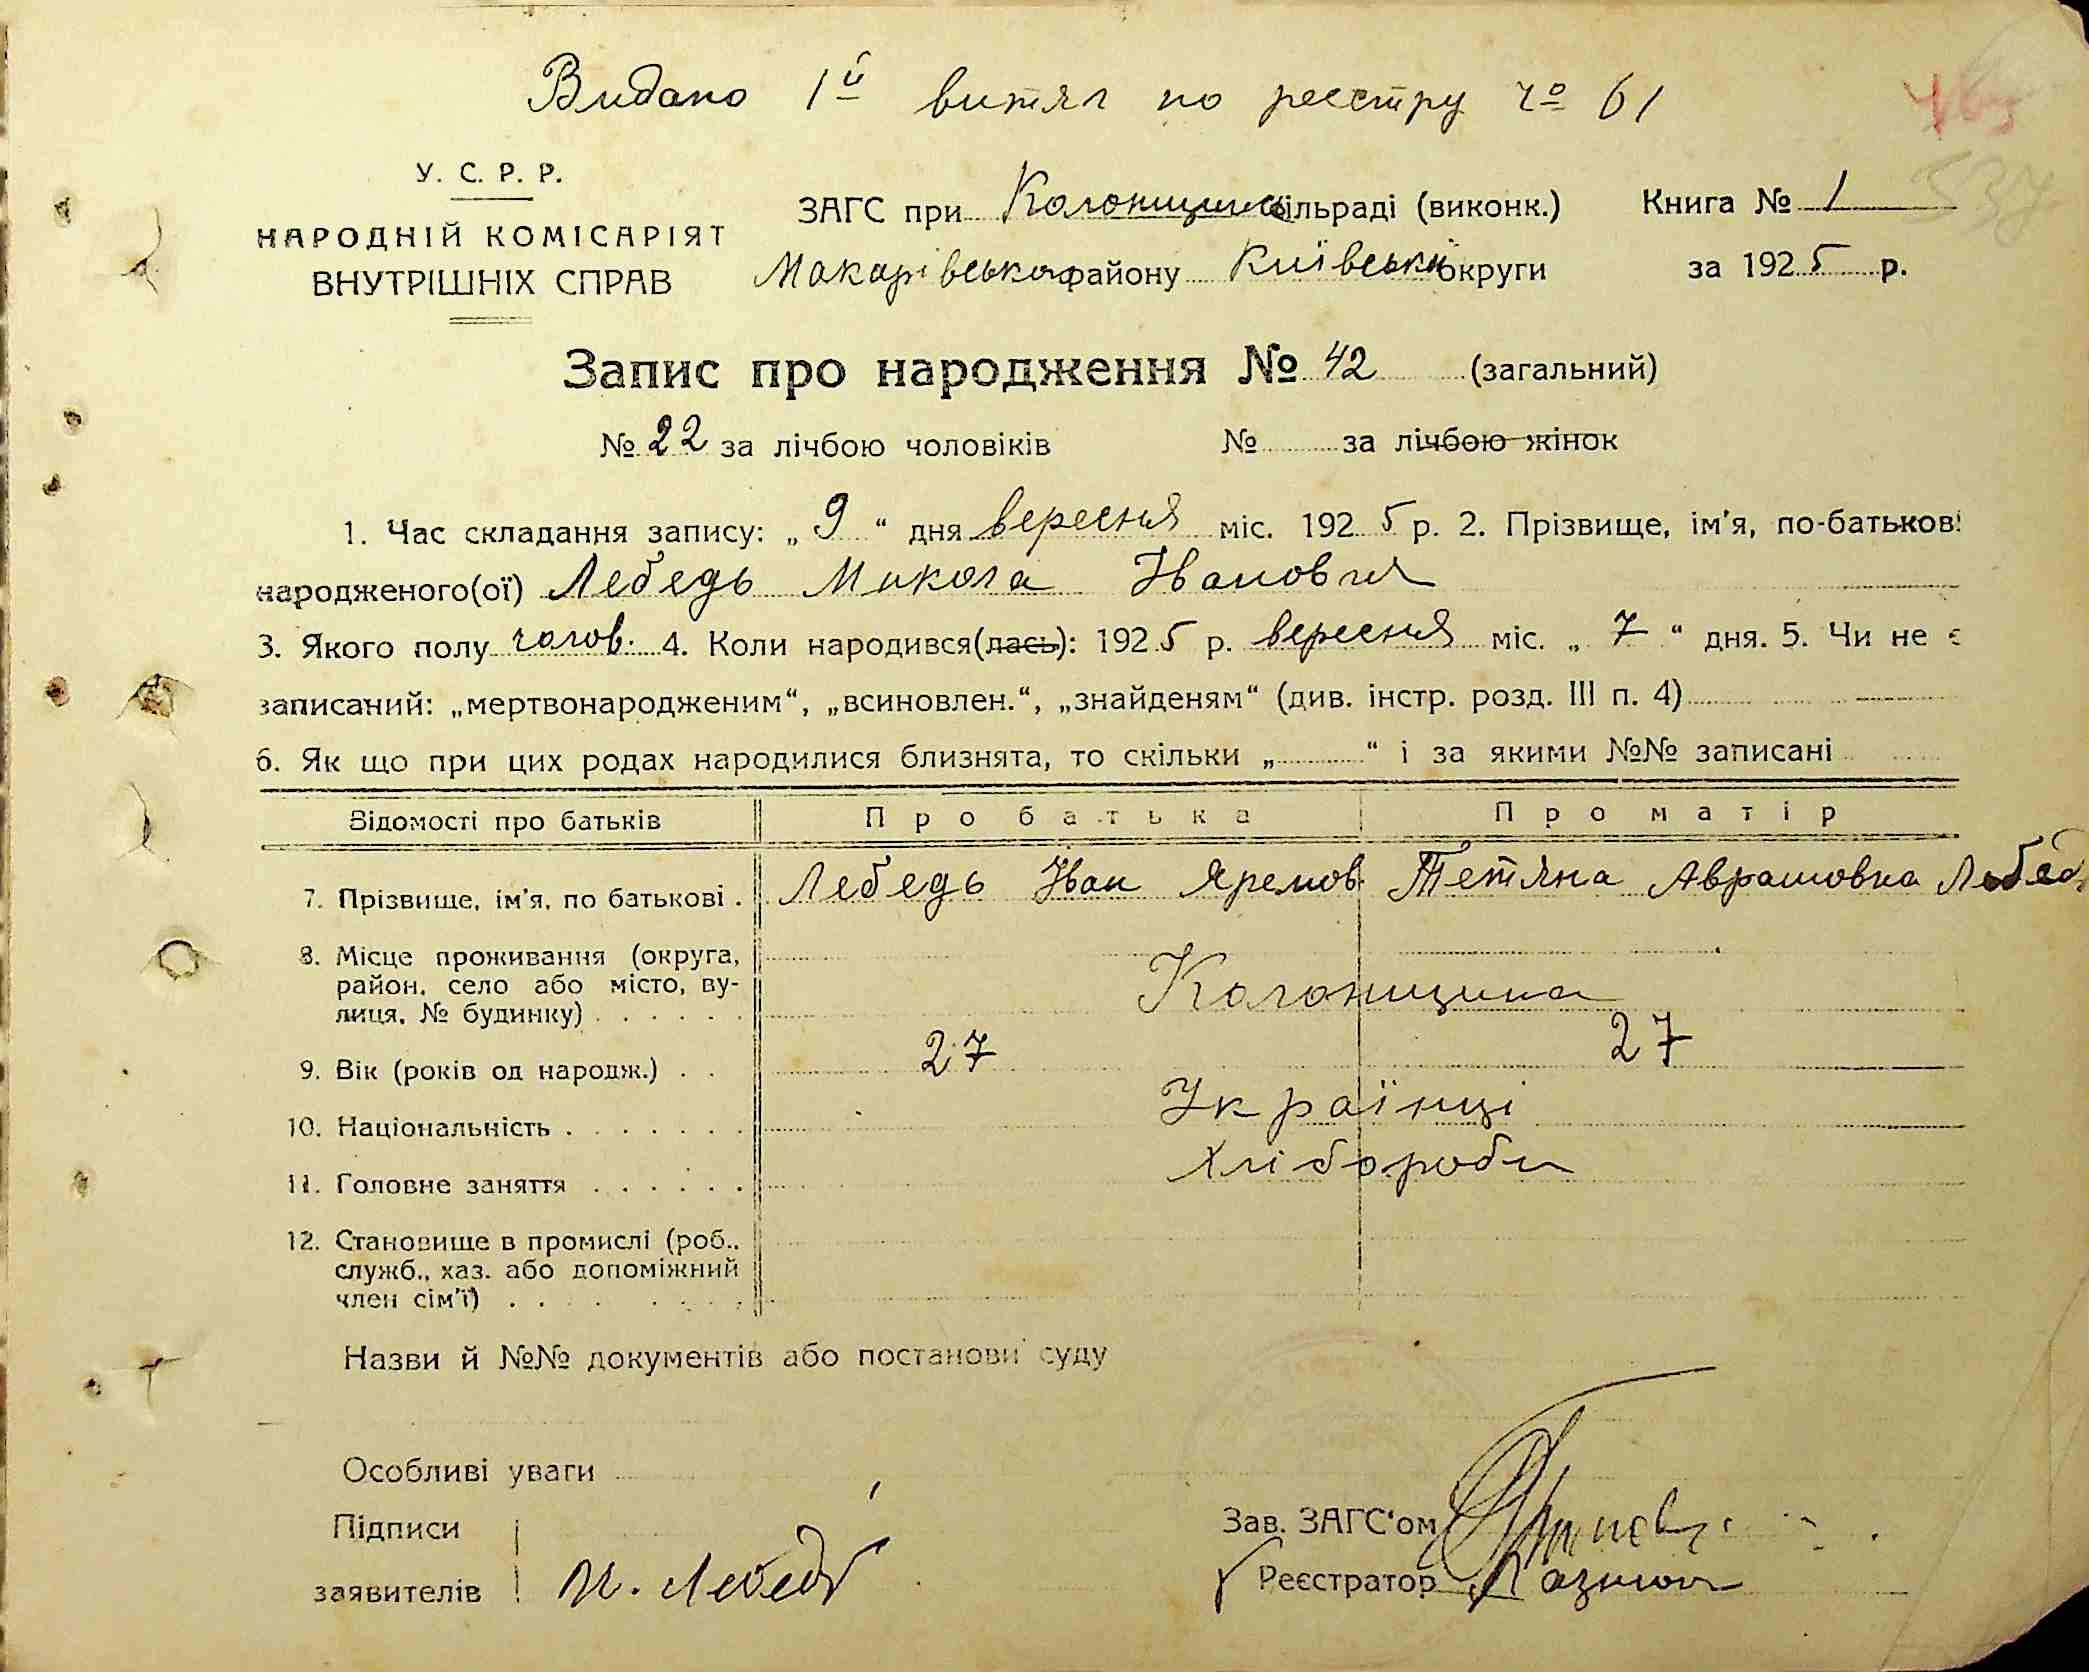 Видано 1й витяг по реєстру чо 61
У. С. Р. Р.
НАРОДНІЙ КОМІСАРІЯТ
ВНУТРІШНІХ СПРАВ
ЗАГС при Колонщинс сільраді (виконк.) Книга № 1
537
Макарівського району Київської округи за 1925 р.
Запис про народження № 42 (загальний)
№ 22 за лічбою чоловіків № за лічбою жінок
1. Час складання запису: „ 9 “ дня вересня міс. 1925 р. 2. Прізвище, ім'я, по-батькові
народженого(ої) Лебедь Микола Іванович
3. Якого полу чолов. 4. Коли народився(лась): 1925 р. вересня міс. „ 7 “ дня. 5. Чи не є
записаний: „мертвонародженим“, „всиновлен.“, „знайденям“ (див. інстр. розд. III п. 4)
6. Як що при цих родах народилися близнята, то скільки „ “ і за якими №№ записані
Відомості про батьків Про батька Про матір
7. Прізвище, ім'я, по батькові . Лебедь Іван Яремов. Тетяна Аврамовна Лебедь
8. Місце проживання (округа,
район, село або місто, ву-
лиця, № будинку) . . . . . . Колонщина
9. Вік (років од народж.) . . 27 27
10. Національність . . . . . . . Українці
11. Головне заняття . . . . . . Хлібороби
12. Становище в промислі (роб.,
служб., хаз. або допоміжний
член сім'ї) . . . . . . .
Назви й №№ документів або постанови суду
Особливі уваги
Підписи
заявителів И. Лебедь
Зав. ЗАГС'ом
Реєстратор